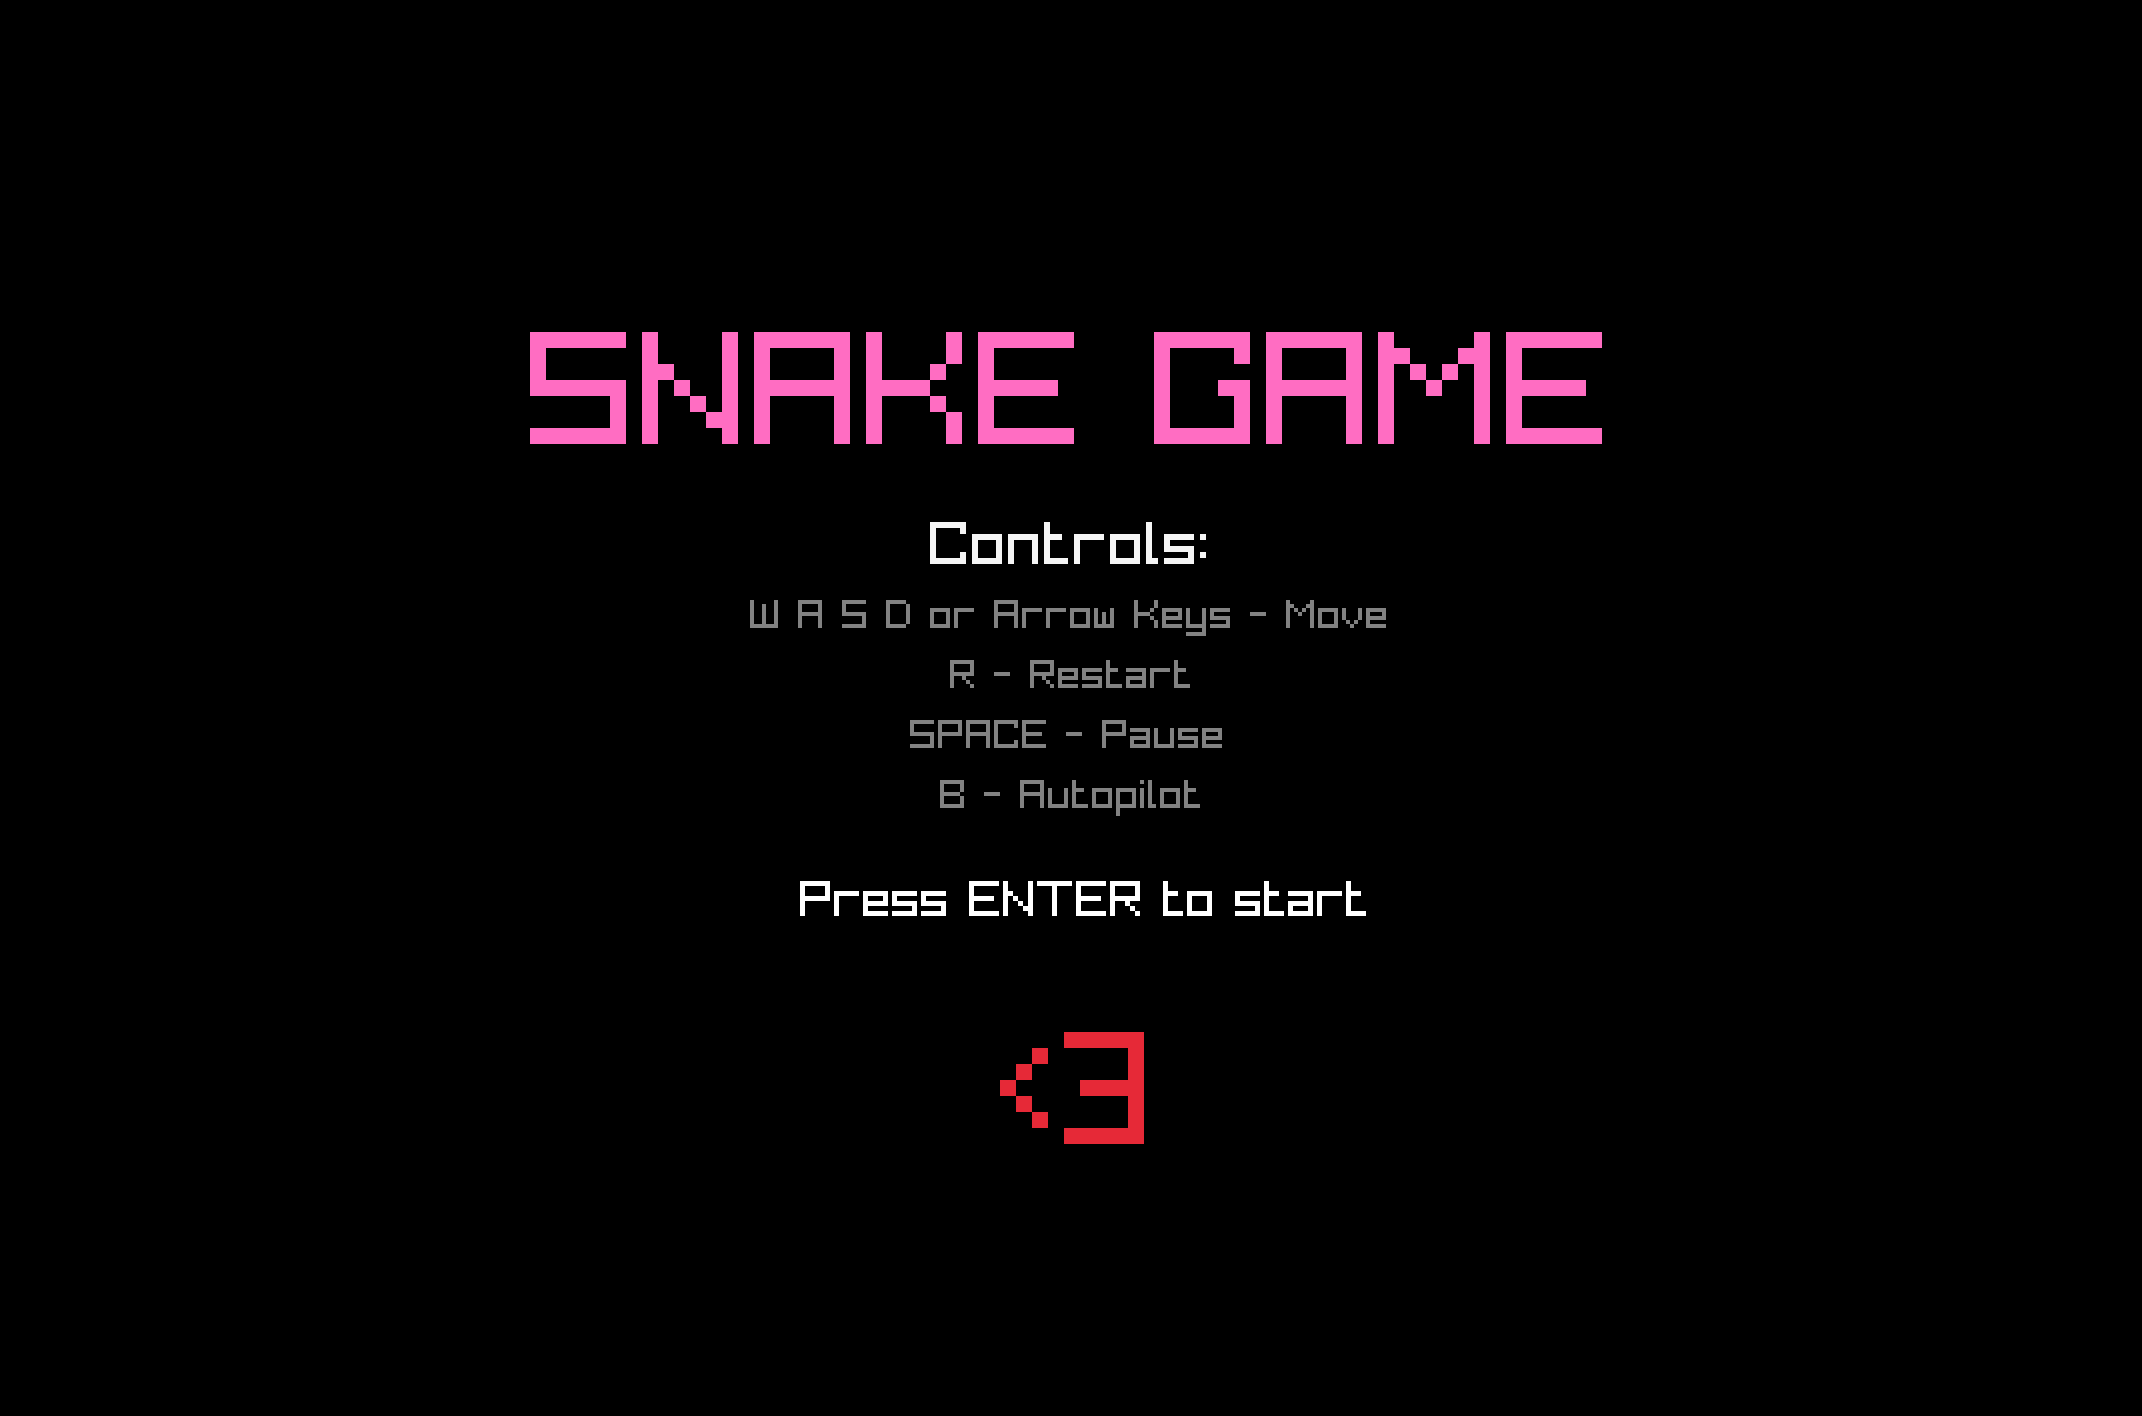 SNAKE GAME
Controls:
W A S D or Arrow Keys - Move
R - Restart
SPACE - Pause
B - Autopilot
Press ENTER to start
<3